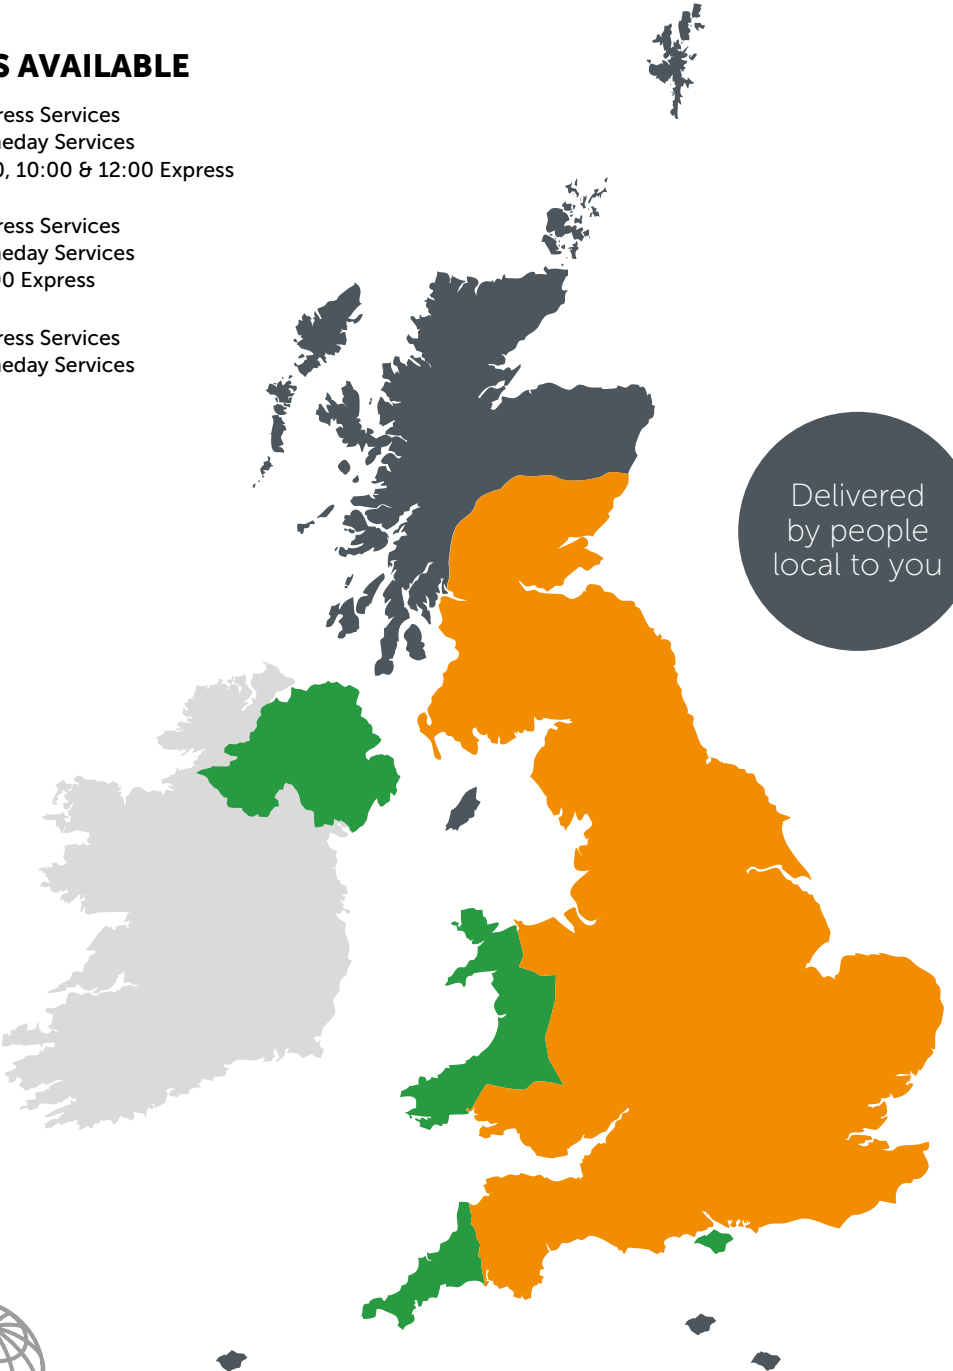 S AVAILABLE
ress Services
eday Services
0, 10:00 & 12:00 Express
ress Services
eday Services
00 Express
ress Services
eday Services
Delivered
by people
local to you